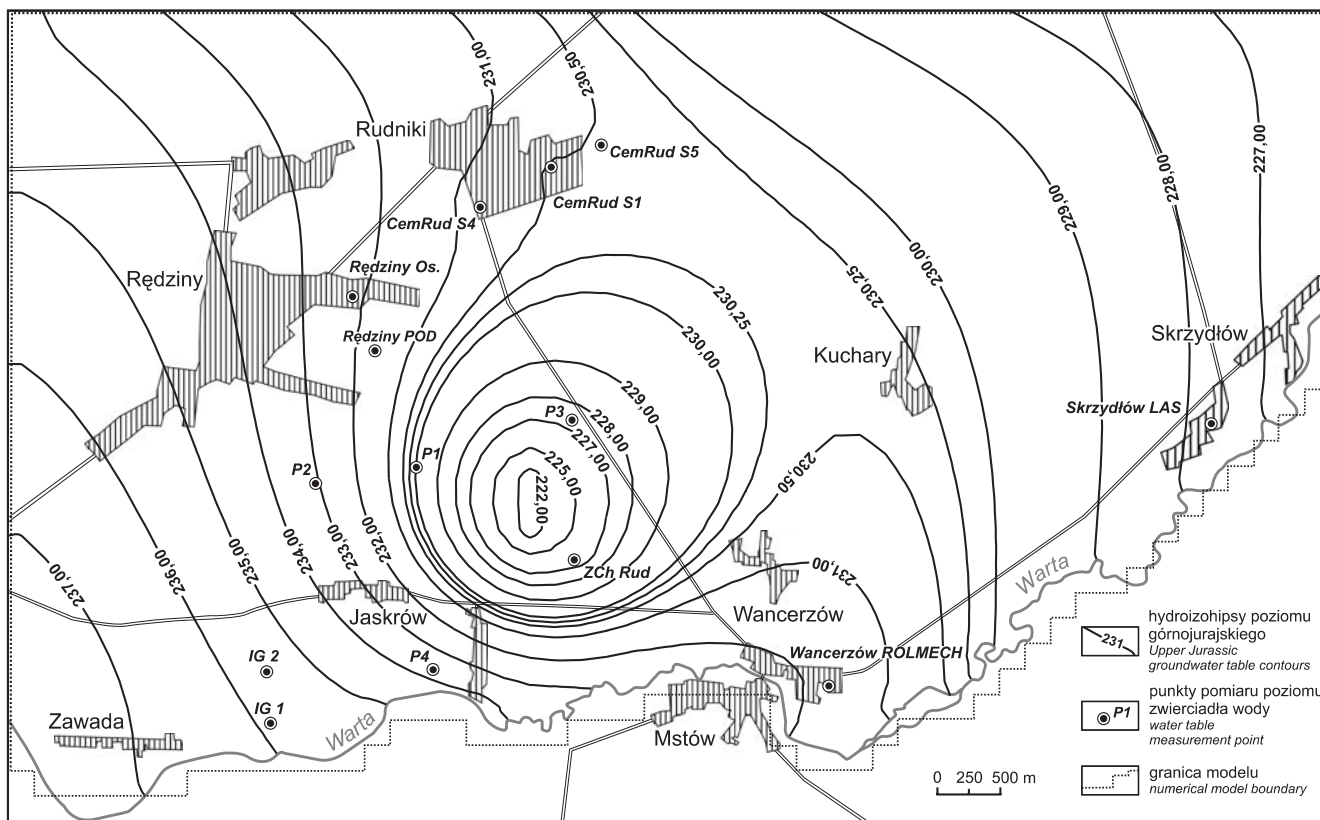 231,00
230,50
Rudniki
CemRud S5
CemRud S1
CemRud S4
227,00
228,00
229,00
230,00
230,25
Rędziny
Rędziny Os.
Rędziny POD
230,25
230,00
229,00
228,00
227,00
225,00
222,00
Kuchary
Skrzydłów
Skrzydłów LAS
P3
P1
P2
ZCh Rud
230,50
231,00
237,00
236,00
235,00
234,00
233,00
232,00
Jaskrów
Wancerzów
Wancerzów ROLMECH
P4
IG 2
IG 1
Zawada
Warta
Mstów
Warta
0 250 500 m
231
hydroizohipsy poziomu
górnojurajskiego
Upper Jurassic
groundwater table contours
P1
punkty pomiaru poziomu
zwierciadła wody
water table
measurement point
granica modelu
numerical model boundary